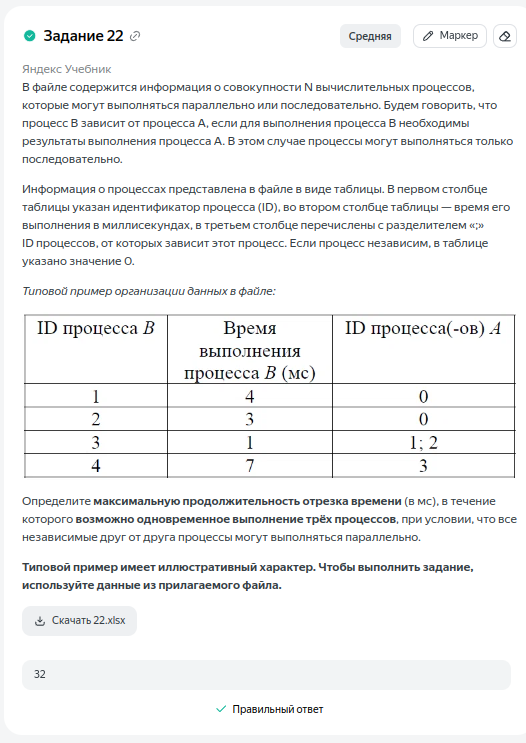 Задание 22
Средняя
Маркер
Яндекс Учебник
В файле содержится информация о совокупности N вычислительных процессов,
которые могут выполняться параллельно или последовательно. Будем говорить, что
процесс B зависит от процесса A, если для выполнения процесса B необходимы
результаты выполнения процесса A. В этом случае процессы могут выполняться только
последовательно.
Информация о процессах представлена в файле в виде таблицы. В первом столбце
таблицы указан идентификатор процесса (ID), во втором столбце таблицы — время его
выполнения в миллисекундах, в третьем столбце перечислены с разделителем «;»
ID процессов, от которых зависит этот процесс. Если процесс независим, в таблице
указано значение 0.
Типовой пример организации данных в файле:
ID процесса B
Время
выполнения
процесса B (мс)
ID процесса(-ов) A
1 4 0
2 3 0
3 1 1; 2
4 7 3
Определите максимальную продолжительность отрезка времени (в мс), в течение
которого возможно одновременное выполнение трёх процессов, при условии, что все
независимые друг от друга процессы могут выполняться параллельно.
Типовой пример имеет иллюстративный характер. Чтобы выполнить задание,
используйте данные из прилагаемого файла.
Скачать 22.xlsx
32
Правильный ответ